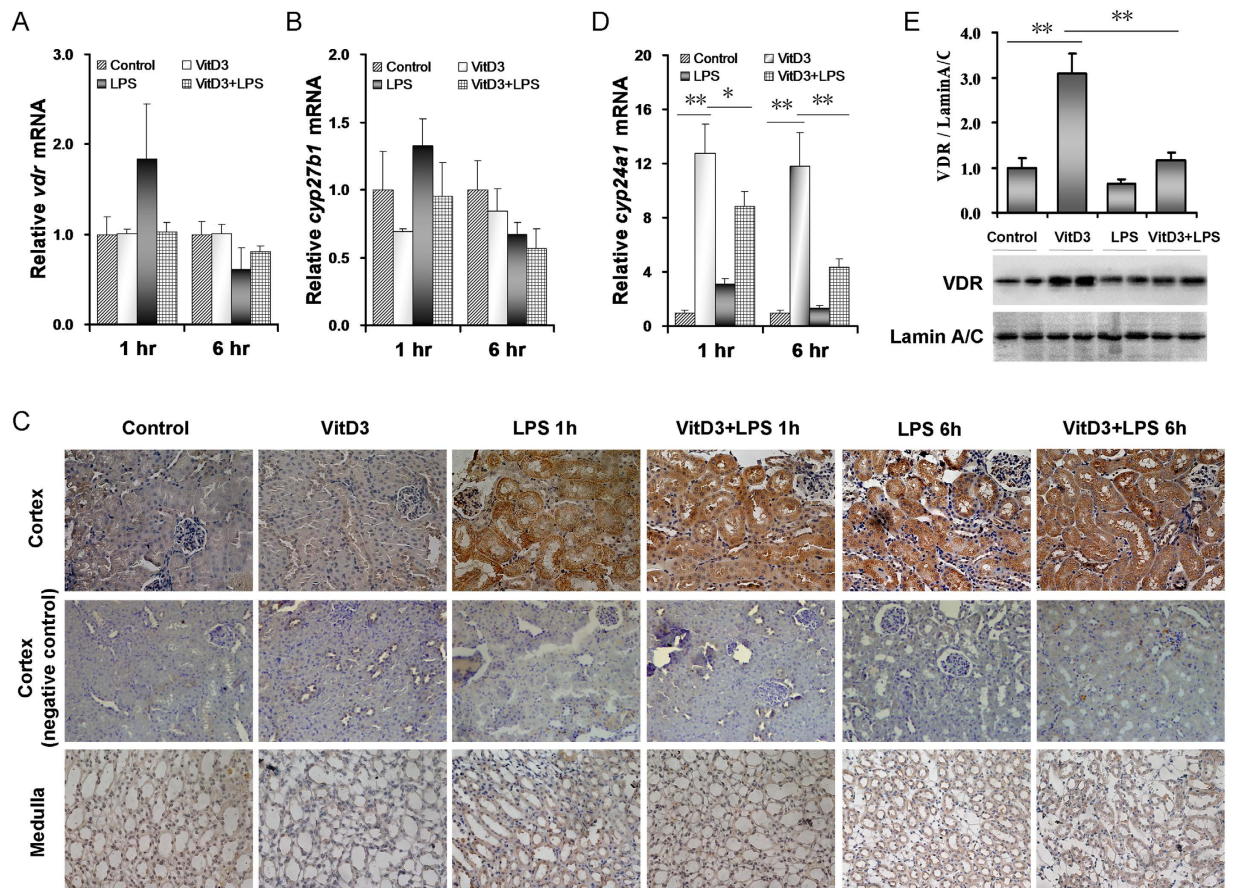 A
3.0
2.0
1.0
0.0
Relative vdr mRNA
Control
VitD3
LPS
VitD3+LPS
1 hr
6 hr
B
2.0
1.5
1.0
0.5
0.0
Relative cyp27b1 mRNA
Control
VitD3
LPS
VitD3+LPS
1 hr
6 hr
D
20
16
12
8
4
0
Relative cyp24a1 mRNA
Control
VitD3
LPS
VitD3+LPS
**
*
**
**
1 hr
6 hr
E
**
**
4.0
3.0
2.0
1.0
0.0
VDR / LaminA/C
Control VitD3 LPS VitD3+LPS
VDR
Lamin A/C
C
Control VitD3 LPS 1h VitD3+LPS 1h LPS 6h VitD3+LPS 6h
Cortex
Cortex
(negative control)
Medulla